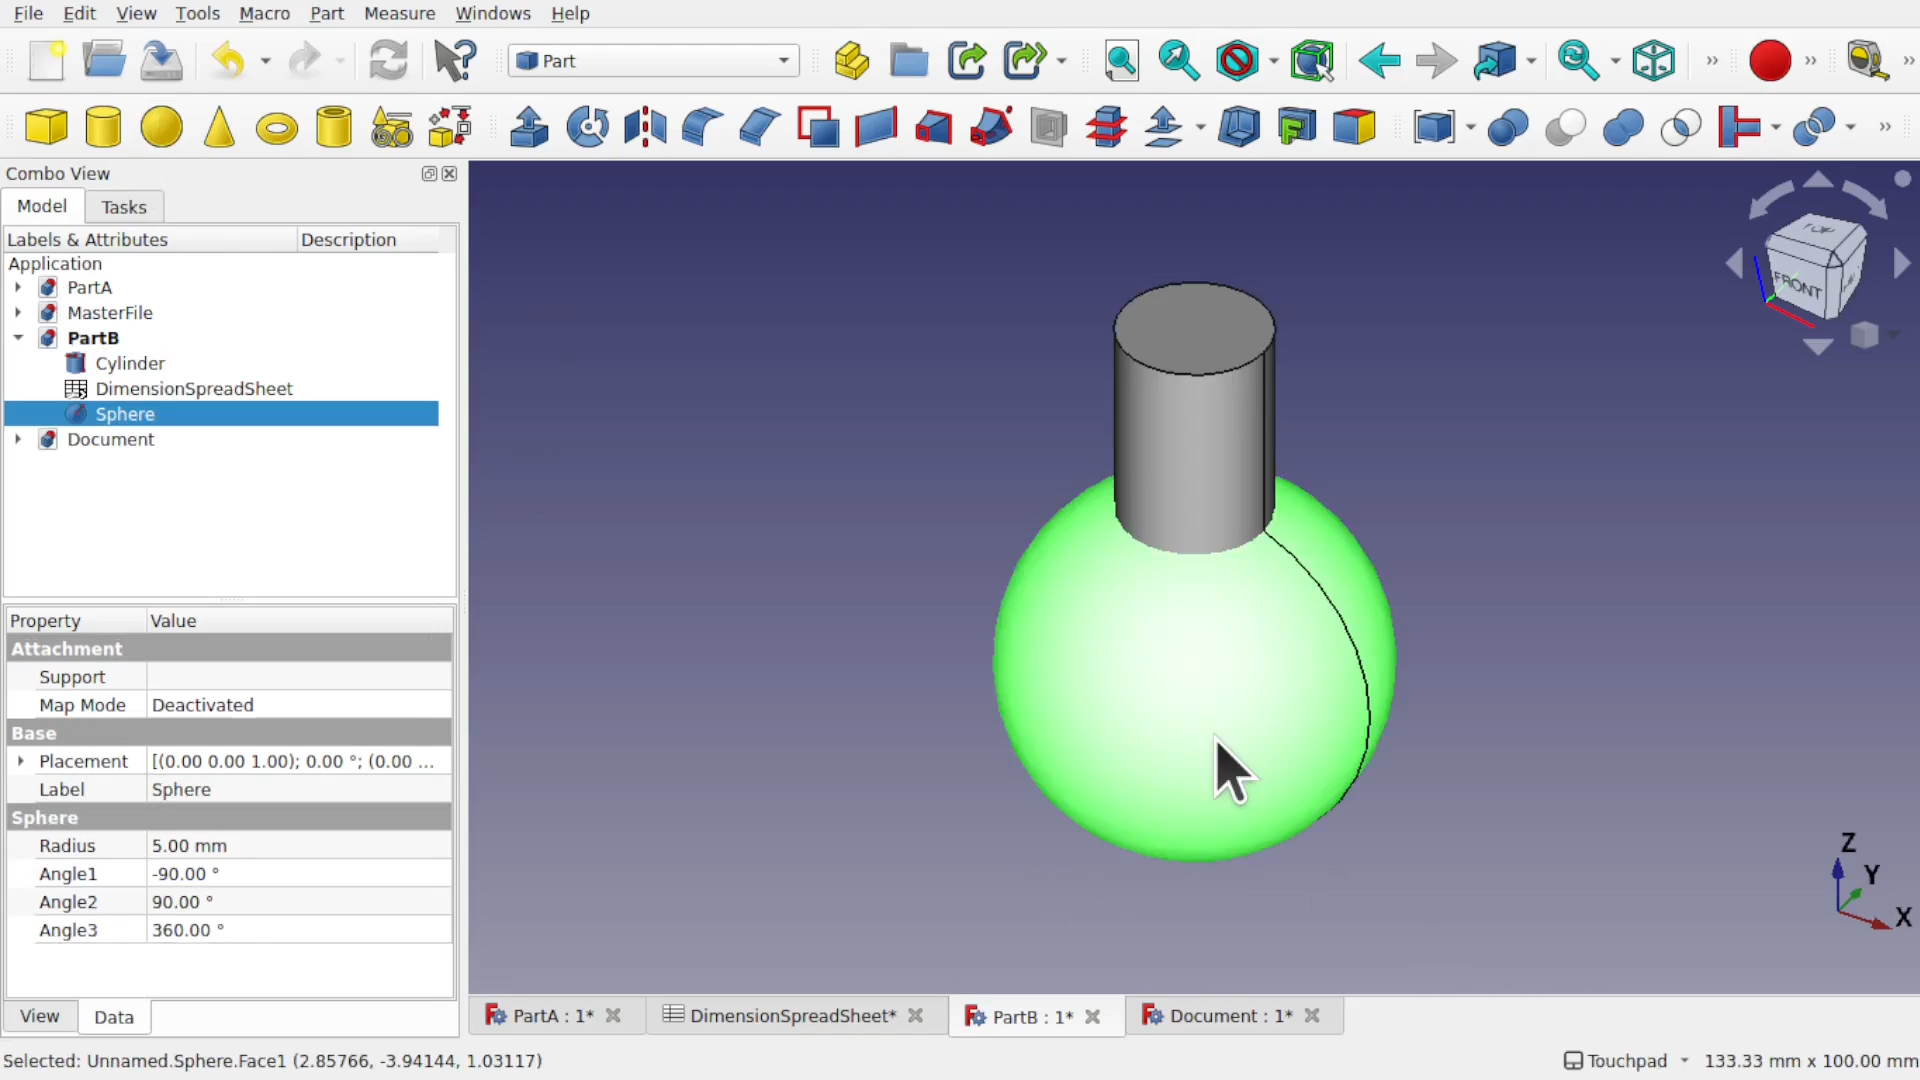 File Edit View Tools Macro Part Measure Windows Help
Part
Combo View
Model Tasks
Labels & Attributes Description
Application
PartA
MasterFile
PartB
Cylinder
DimensionSpreadSheet
Sphere
Document
Property Value
Attachment
Support
Map Mode Deactivated
Base
Placement [(0.00 0.00 1.00); 0.00 °; (0.00 ...
Label Sphere
Sphere
Radius 5.00 mm
Angle1 -90.00 °
Angle2 90.00 °
Angle3 360.00 °
View Data
TOP
FRONT
Z
Y
X
PartA : 1* DimensionSpreadSheet* PartB : 1* Document : 1*
Selected: Unnamed.Sphere.Face1 (2.85766, -3.94144, 1.03117) Touchpad 133.33 mm x 100.00 mm